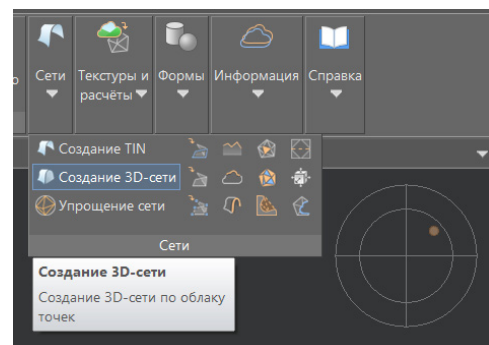 о
Сети
Текстуры и
расчёты
Формы
Информация
Справка
Создание TIN
Создание 3D-сети
Упрощение сети
Сети
Создание 3D-сети
Создание 3D-сети по облаку
точек